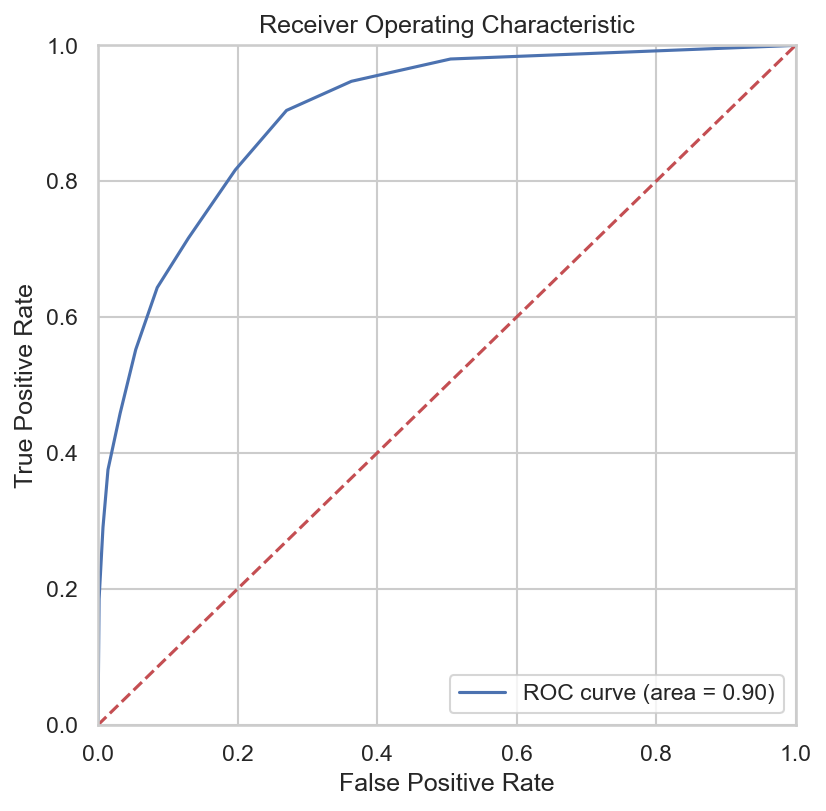 Receiver Operating Characteristic
1.0
0.8
0.6
0.4
0.2
0.0
True Positive Rate
ROC curve (area = 0.90)
0.0 0.2 0.4 0.6 0.8 1.0
False Positive Rate